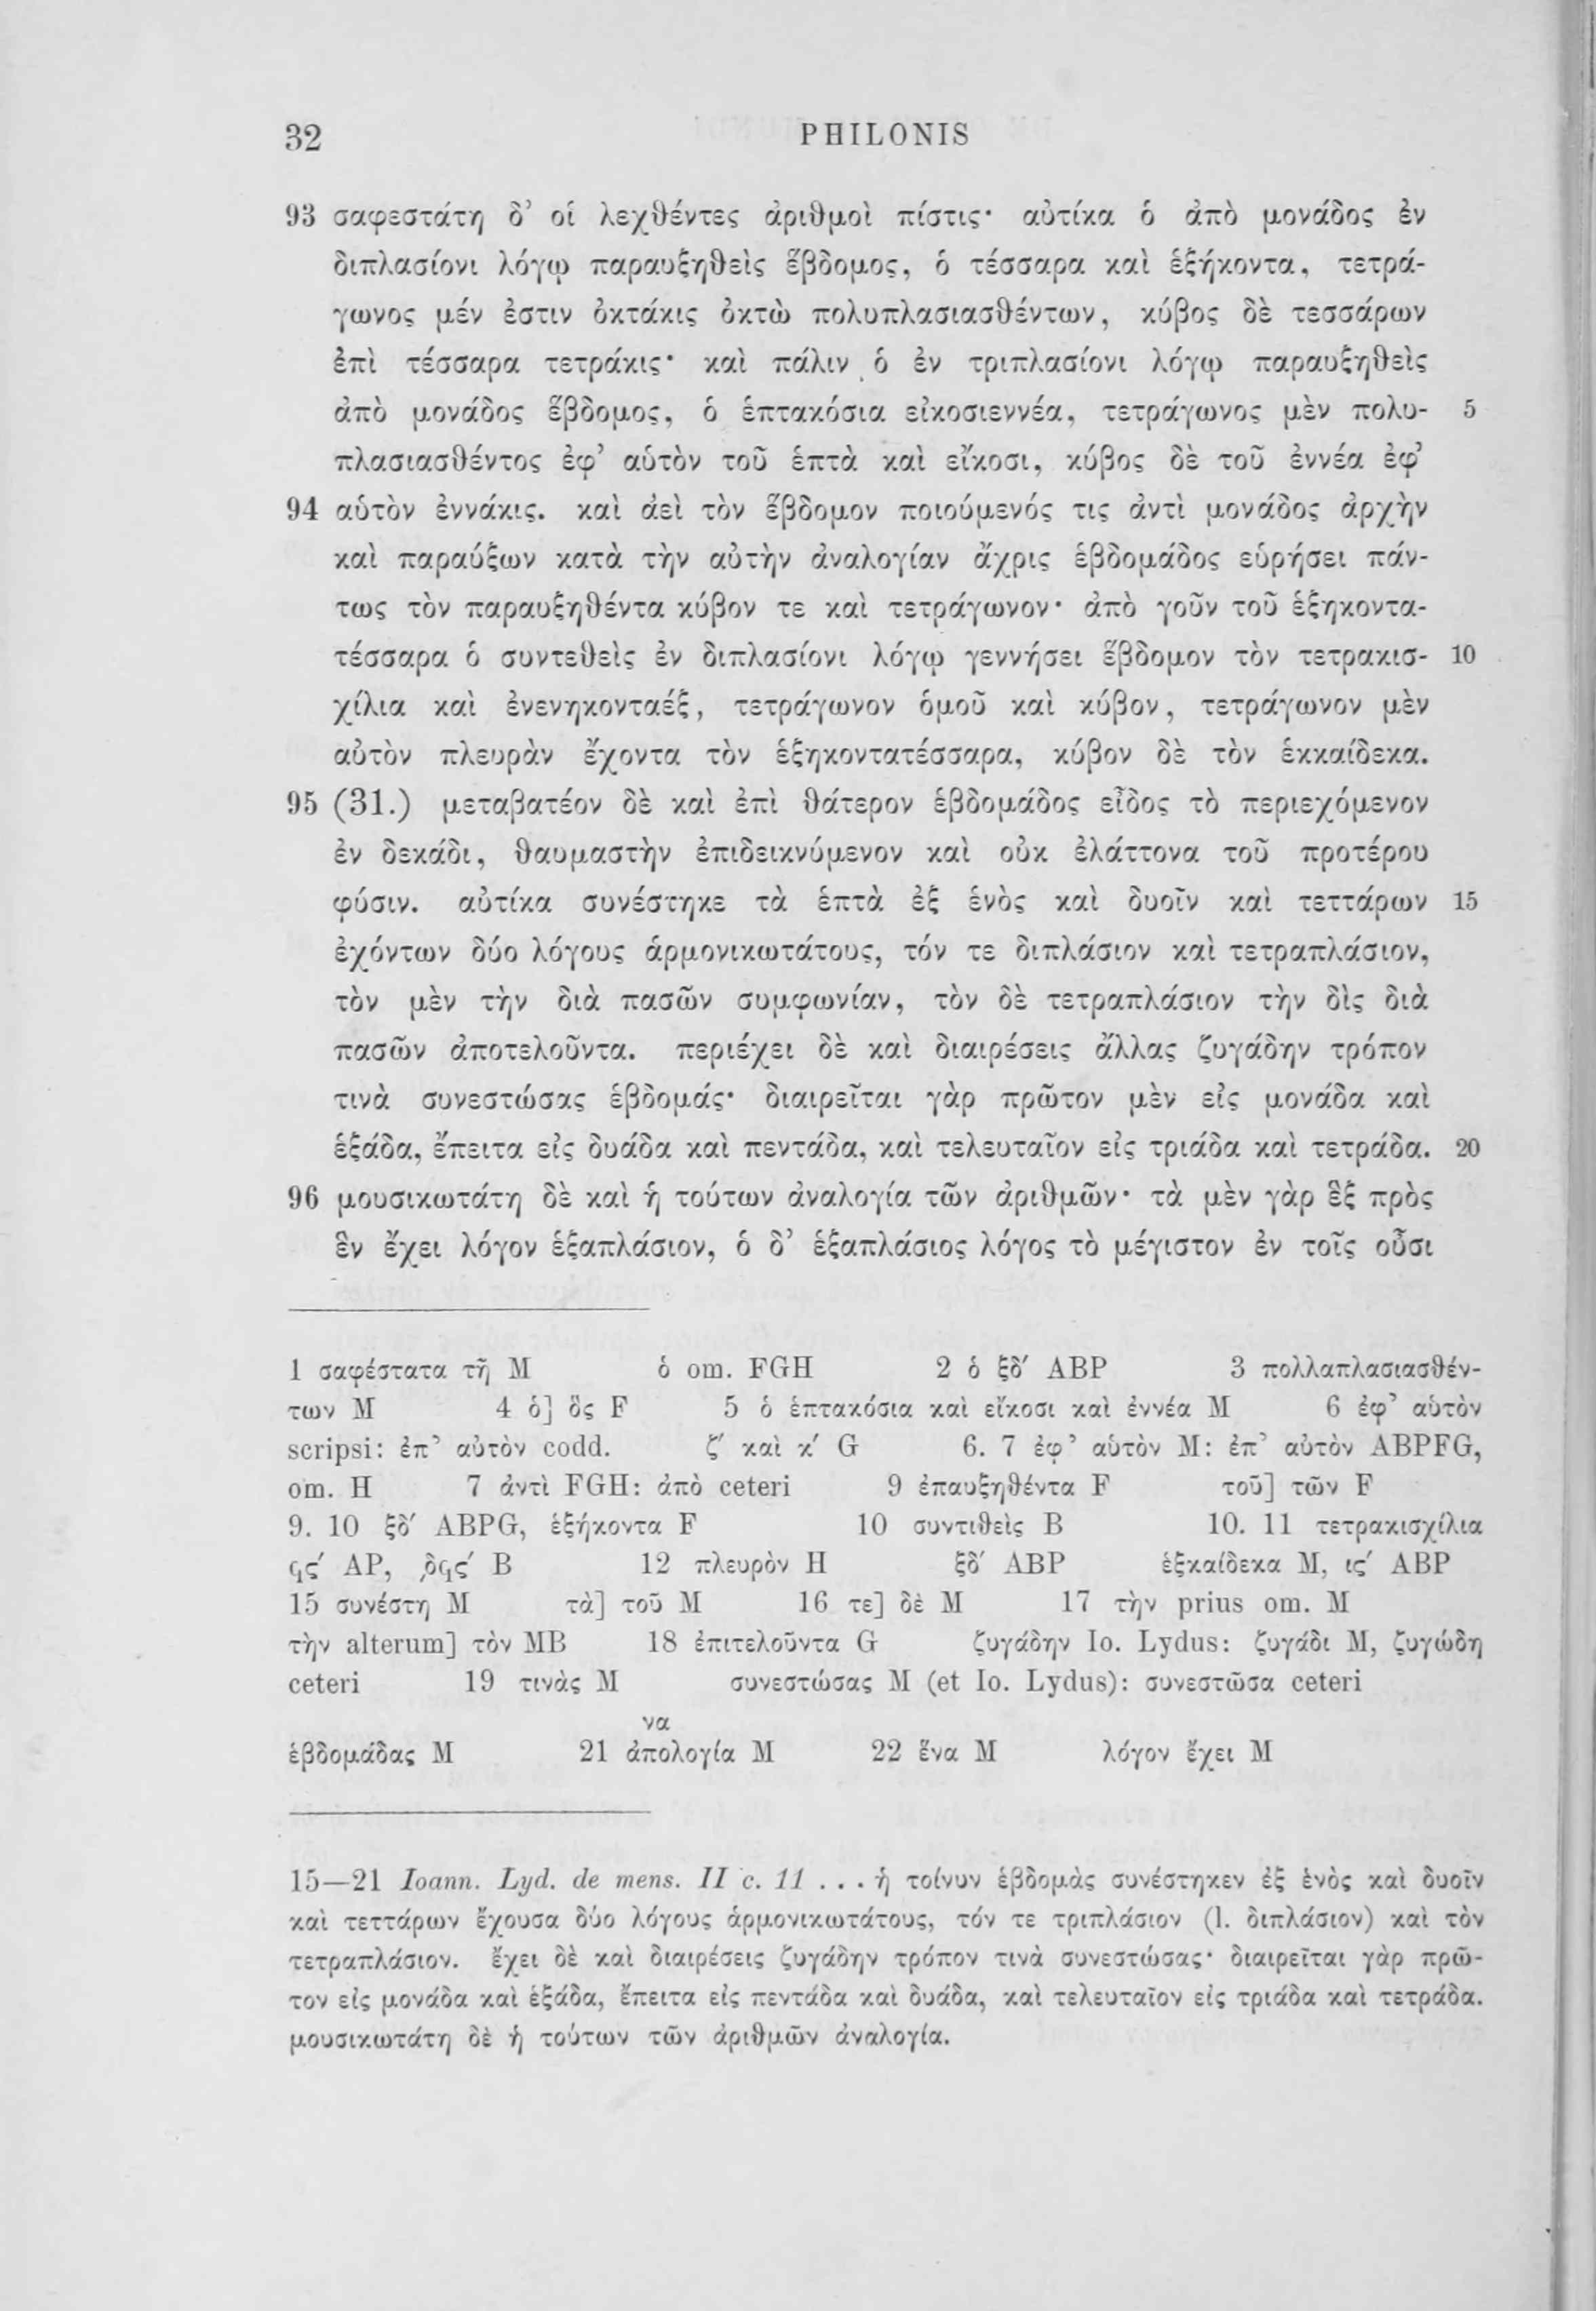 32 PHILONIS
93 σαφεστάτη δ’ οἱ λεχθέντες ἀριθμοὶ πίστις· αὐτίκα ὁ ἀπὸ μονάδος ἐν
διπλασίονι λόγῳ παραυξηθεὶς ἕβδομος, ὁ τέσσαρα καὶ ἑξήκοντα, τετρά-
γωνος μέν ἐστιν ὀκτάκις ὀκτὼ πολυπλασιασθέντων, κύβος δὲ τεσσάρων
ἐπὶ τέσσαρα τετράκις· καὶ πάλιν ὁ ἐν τριπλασίονι λόγῳ παραυξηθεὶς
ἀπὸ μονάδος ἕβδομος, ὁ ἑπτακόσια εἰκοσιεννέα, τετράγωνος μὲν πολυ- 5
πλασιασθέντος ἐφ’ αὑτὸν τοῦ ἑπτὰ καὶ εἴκοσι, κύβος δὲ τοῦ ἐννέα ἐφ’
94 αὑτὸν ἐννάκις. καὶ ἀεὶ τὸν ἕβδομον ποιούμενός τις ἀντὶ μονάδος ἀρχὴν
καὶ παραύξων κατὰ τὴν αὐτὴν ἀναλογίαν ἄχρις ἑβδομάδος εὑρήσει πάν-
τως τὸν παραυξηθέντα κύβον τε καὶ τετράγωνον· ἀπὸ γοῦν τοῦ ἑξηκοντα-
τέσσαρα ὁ συντεθεὶς ἐν διπλασίονι λόγῳ γεννήσει ἕβδομον τὸν τετρακισ- 10
χίλια καὶ ἐνενηκονταέξ, τετράγωνον ὁμοῦ καὶ κύβον, τετράγωνον μὲν
αὐτὸν πλευρὰν ἔχοντα τὸν ἑξηκοντατέσσαρα, κύβον δὲ τὸν ἑκκαίδεκα.
95 (31.) μεταβατέον δὲ καὶ ἐπὶ θάτερον ἑβδομάδος εἶδος τὸ περιεχόμενον
ἐν δεκάδι, θαυμαστὴν ἐπιδεικνύμενον καὶ οὐκ ἐλάττονα τοῦ προτέρου
φύσιν. αὐτίκα συνέστηκε τὰ ἑπτὰ ἐξ ἑνὸς καὶ δυοῖν καὶ τεττάρων 15
ἐχόντων δύο λόγους ἁρμονικωτάτους, τόν τε διπλάσιον καὶ τετραπλάσιον,
τὸν μὲν τὴν διὰ πασῶν συμφωνίαν, τὸν δὲ τετραπλάσιον τὴν δὶς διὰ
πασῶν ἀποτελοῦντα. περιέχει δὲ καὶ διαιρέσεις ἄλλας ζυγάδην τρόπον
τινὰ συνεστώσας ἑβδομάς· διαιρεῖται γὰρ πρῶτον μὲν εἰς μονάδα καὶ
ἑξάδα, ἔπειτα εἰς δυάδα καὶ πεντάδα, καὶ τελευταῖον εἰς τριάδα καὶ τετράδα. 20
96 μουσικωτάτη δὲ καὶ ἡ τούτων ἀναλογία τῶν ἀριθμῶν· τὰ μὲν γὰρ ἓξ πρὸς
ἓν ἔχει λόγον ἑξαπλάσιον, ὁ δ’ ἑξαπλάσιος λόγος τὸ μέγιστον ἐν τοῖς οὖσι
1 σαφέστατα τῇ M ὁ om. FGH 2 ὁ ξδ′ ABP 3 πολλαπλασιασθέν-
των M 4 ὁ] ὃς F 5 ὁ ἑπτακόσια καὶ εἴκοσι καὶ ἐννέα M 6 ἐφ’ αὑτὸν
scripsi: ἐπ’ αὐτὸν codd. ζ′ καὶ κ′ G 6. 7 ἐφ’ αὑτὸν M: ἐπ’ αὐτὸν ABPFG,
om. H 7 ἀντὶ FGH: ἀπὸ ceteri 9 ἐπαυξηθέντα F τοῦ] τῶν F
9. 10 ξδ′ ABPG, ἑξήκοντα F 10 συντιθεὶς B 10. 11 τετρακισχίλια
ϟϛ′ AP, ͵δϟϛ′ B 12 πλευρὸν H ξδ′ ABP ἑξκαίδεκα M, ιϛ′ ABP
15 συνέστη M τὰ] τοῦ M 16 τε] δὲ M 17 τὴν prius om. M
τὴν alterum] τὸν MB 18 ἐπιτελοῦντα G ζυγάδην Io. Lydus: ζυγάδι M, ζυγώδη
ceteri 19 τινὰς M συνεστώσας M (et Io. Lydus): συνεστῶσα ceteri
να
ἑβδομάδας M 21 ἀπολογία M 22 ἕνα M λόγον ἔχει M
15—21 Ioann. Lyd. de mens. II c. 11 . . . ἡ τοίνυν ἑβδομὰς συνέστηκεν ἐξ ἑνὸς καὶ δυοῖν
καὶ τεττάρων ἔχουσα δύο λόγους ἁρμονικωτάτους, τόν τε τριπλάσιον (l. διπλάσιον) καὶ τὸν
τετραπλάσιον. ἔχει δὲ καὶ διαιρέσεις ζυγάδην τρόπον τινὰ συνεστώσας· διαιρεῖται γὰρ πρῶ-
τον εἰς μονάδα καὶ ἑξάδα, ἔπειτα εἰς πεντάδα καὶ δυάδα, καὶ τελευταῖον εἰς τριάδα καὶ τετράδα.
μουσικωτάτη δὲ ἡ τούτων τῶν ἀριθμῶν ἀναλογία.